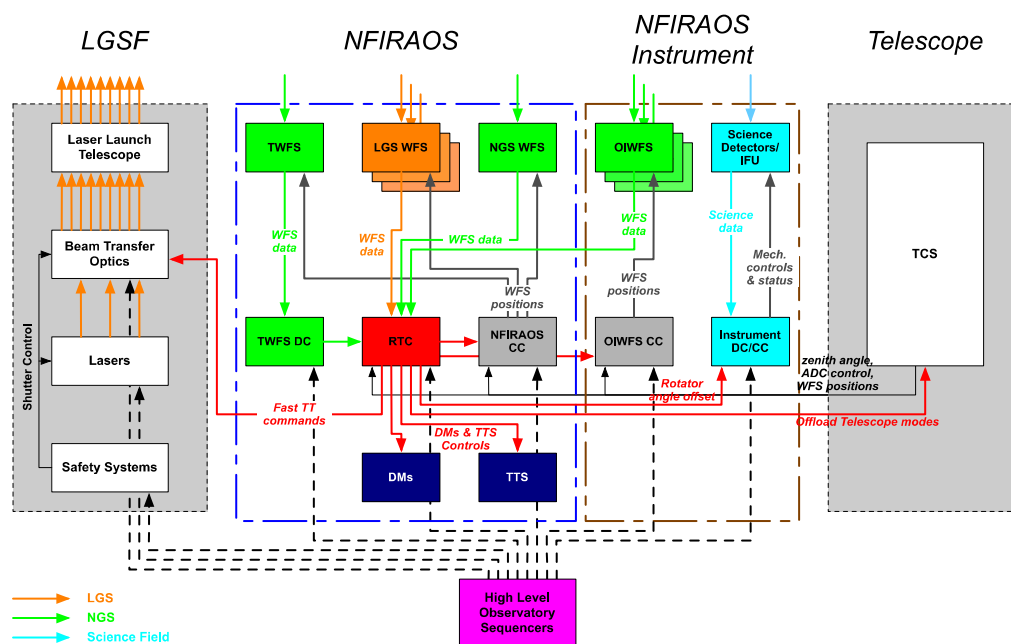 LGSF
NFIRAOS
NFIRAOS
Instrument
Telescope
Laser Launch
Telescope
TWFS
LGS WFS
NGS WFS
OIWFS
Science
Detectors/
IFU
WFS
data
WFS
data
WFS data
WFS
data
Science
data
Beam Transfer
Optics
WFS
positions
WFS
positions
Mech.
controls
& status
TCS
Shutter Control
Lasers
TWFS DC
RTC
NFIRAOS
CC
OIWFS CC
Instrument
DC/CC
zenith angle,
ADC control,
WFS positions
Rotator
angle offset
Fast TT
commands
DMs & TTS
Controls
Offload Telescope modes
Safety Systems
DMs
TTS
High Level
Observatory
Sequencers
LGS
NGS
Science Field